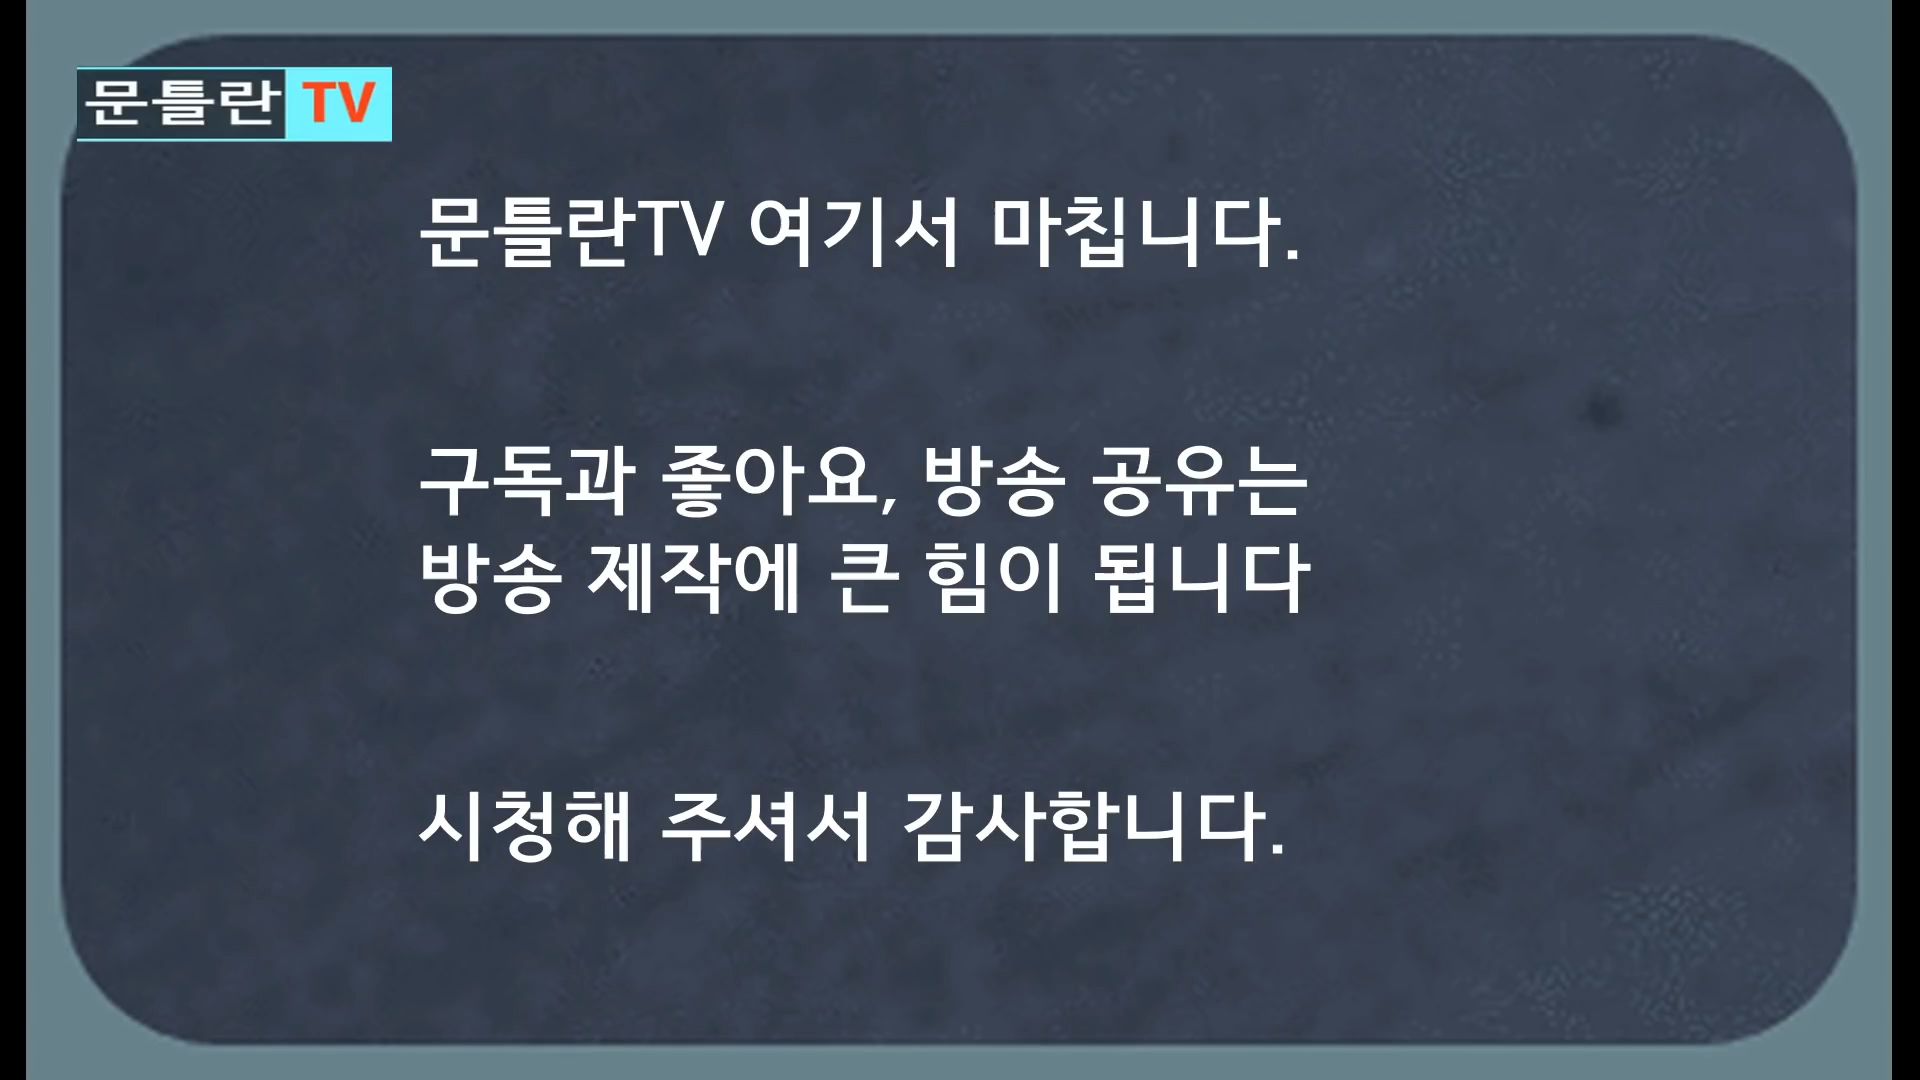 문틀란 TV
문틀란TV 여기서 마칩니다.
구독과 좋아요, 방송 공유는
방송 제작에 큰 힘이 됩니다
시청해 주셔서 감사합니다.